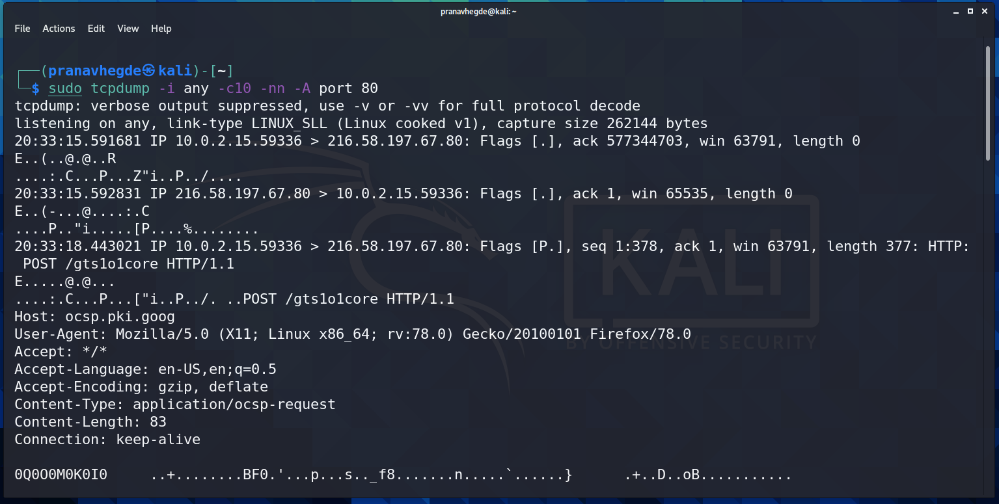 pranavhegde@kali: ~
File Actions Edit View Help
┌──(pranavhegde㉿kali)-[~]
└─$ sudo tcpdump -i any -c10 -nn -A port 80
tcpdump: verbose output suppressed, use -v or -vv for full protocol decode
listening on any, link-type LINUX_SLL (Linux cooked v1), capture size 262144 bytes
20:33:15.591681 IP 10.0.2.15.59336 > 216.58.197.67.80: Flags [.], ack 577344703, win 63791, length 0
E..(..@.@..R
....:.C...P...Z"i..P../....
20:33:15.592831 IP 216.58.197.67.80 > 10.0.2.15.59336: Flags [.], ack 1, win 65535, length 0
E..(-...@....:.C
....P.."i.....[P....%........
20:33:18.443021 IP 10.0.2.15.59336 > 216.58.197.67.80: Flags [P.], seq 1:378, ack 1, win 63791, length 377: HTTP:
 POST /gts1o1core HTTP/1.1
E.....@.@...
....:.C...P...["i..P../. ..POST /gts1o1core HTTP/1.1
Host: ocsp.pki.goog
User-Agent: Mozilla/5.0 (X11; Linux x86_64; rv:78.0) Gecko/20100101 Firefox/78.0
Accept: */*
Accept-Language: en-US,en;q=0.5
Accept-Encoding: gzip, deflate
Content-Type: application/ocsp-request
Content-Length: 83
Connection: keep-alive
0Q0O0M0K0I0     ..+........BF0.'...p...s.._f8.......n.....`......}      .+..D..oB...........
KALI
BY OFFENSIVE SECURITY